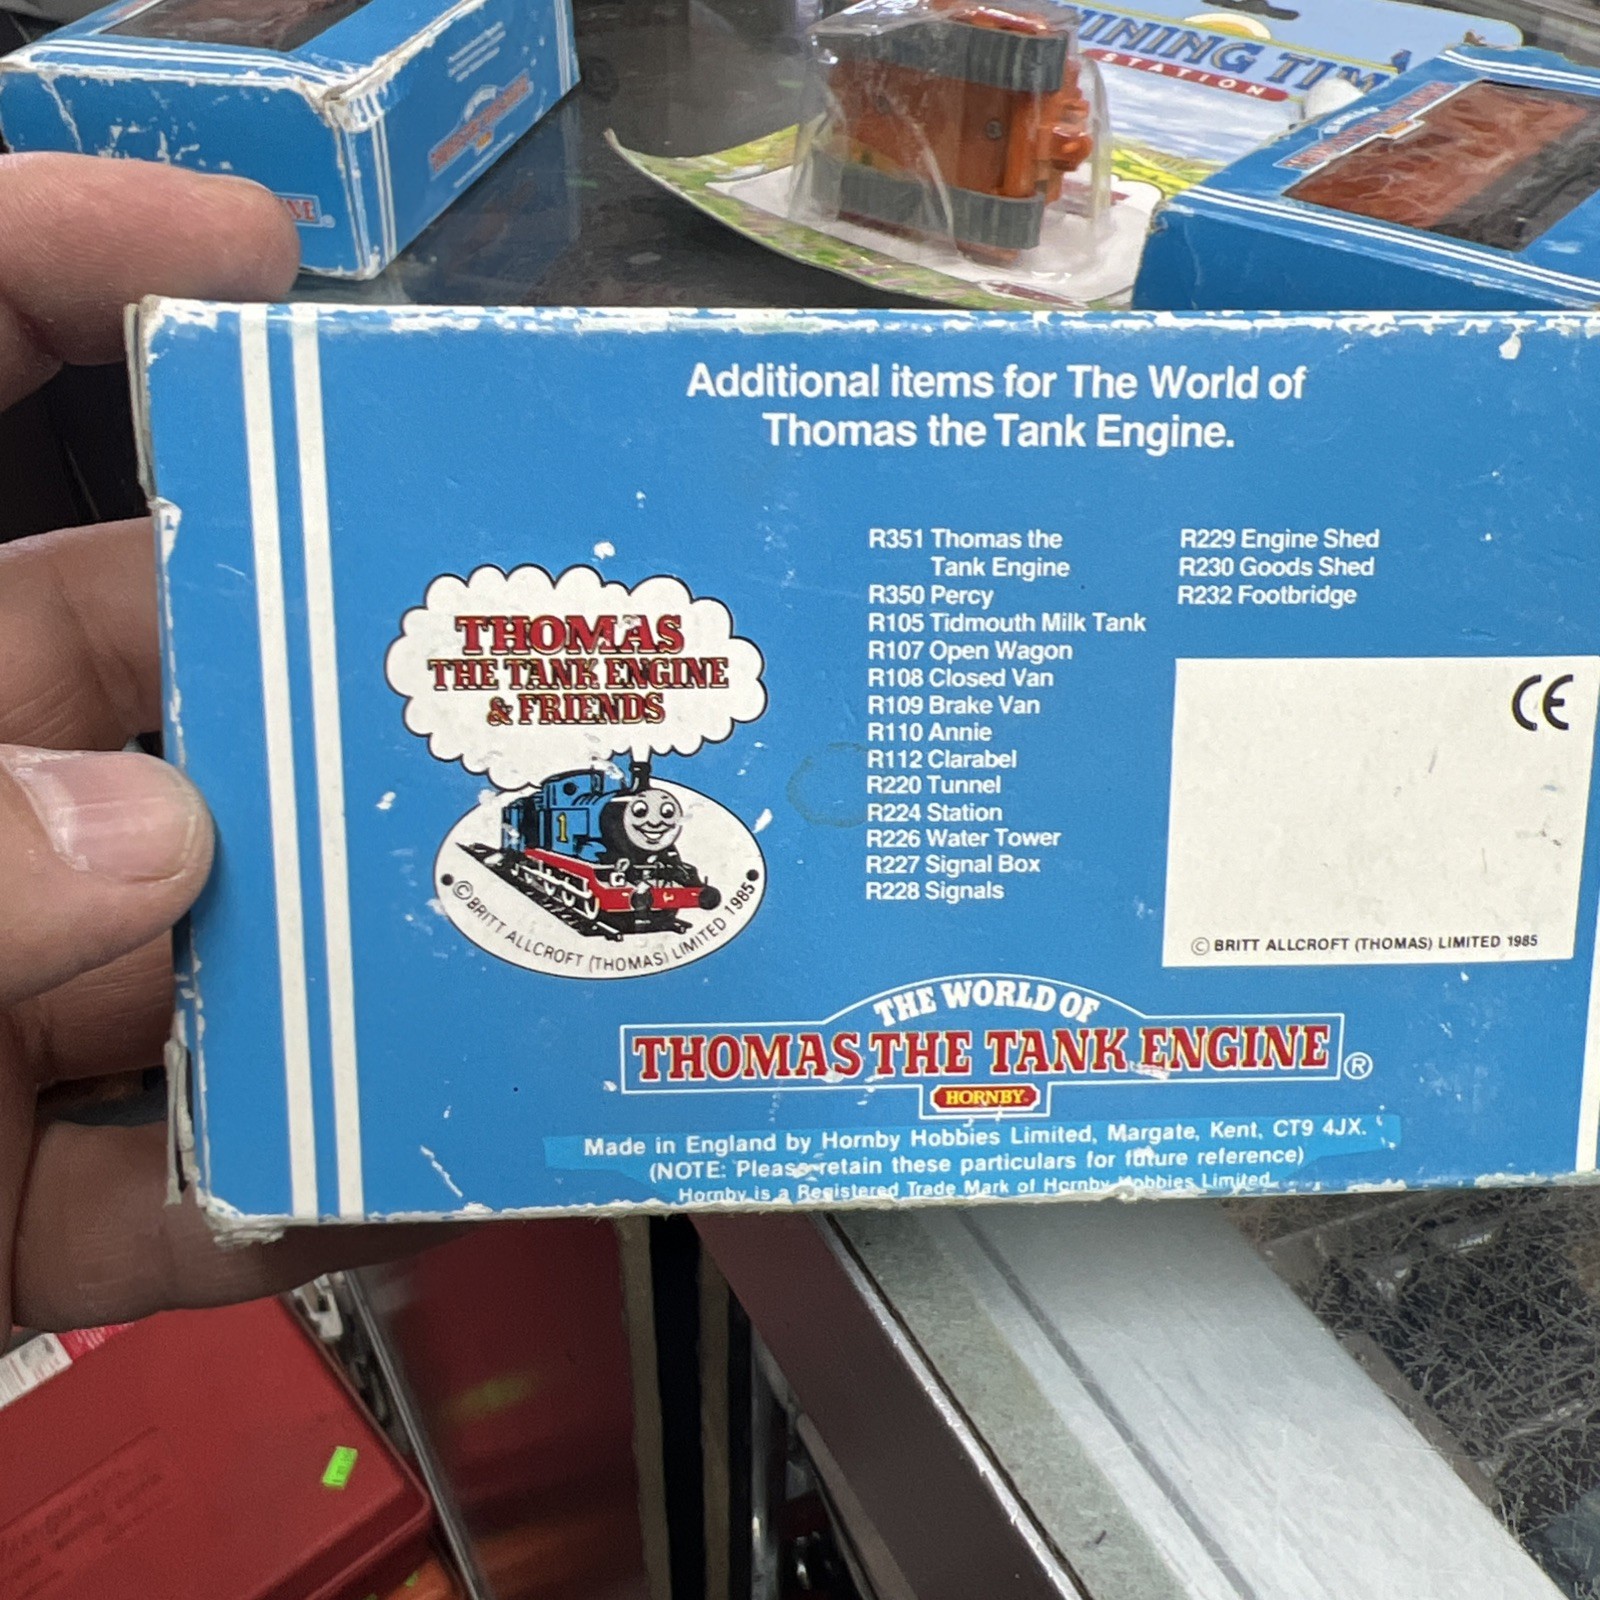 INING TIM
STATION
Additional items for The World of
Thomas the Tank Engine.
R351 Thomas the
Tank Engine
R350 Percy
R105 Tidmouth Milk Tank
R107 Open Wagon
R108 Closed Van
R109 Brake Van
R110 Annie
R112 Clarabel
R220 Tunnel
R224 Station
R226 Water Tower
R227 Signal Box
R228 Signals
R229 Engine Shed
R230 Goods Shed
R232 Footbridge
THOMAS
THE TANK ENGINE
& FRIENDS
1
© BRITT ALLCROFT (THOMAS) LIMITED 1985
CE
© BRITT ALLCROFT (THOMAS) LIMITED 1985
THE WORLD OF
THOMAS THE TANK ENGINE ®
HORNBY
Made in England by Hornby Hobbies Limited, Margate, Kent, CT9 4JX.
(NOTE: Please retain these particulars for future reference)
Hornby is a Registered Trade Mark of Hornby Hobbies Limited